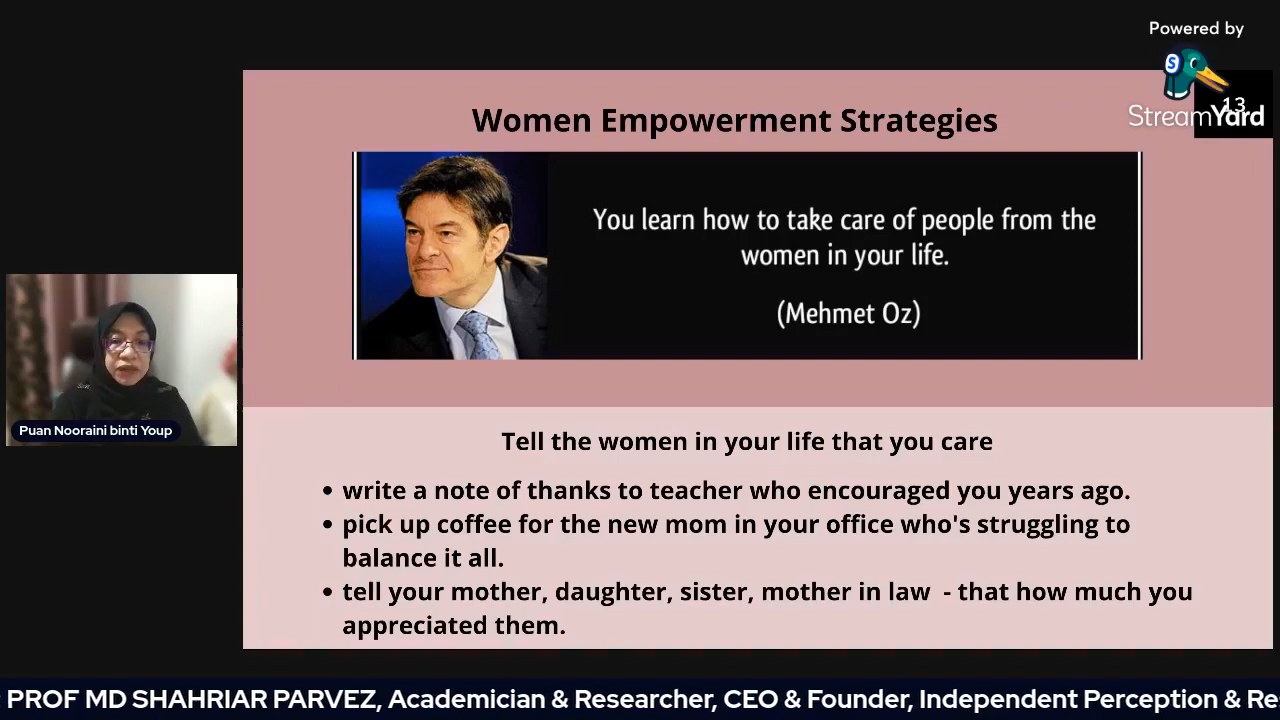 Powered by
StreamYard
13
Women Empowerment Strategies
You learn how to take care of people from the
women in your life.
(Mehmet Oz)
Puan Nooraini binti Youp
Tell the women in your life that you care
• write a note of thanks to teacher who encouraged you years ago.
• pick up coffee for the new mom in your office who's struggling to
balance it all.
• tell your mother, daughter, sister, mother in law - that how much you
appreciated them.
PROF MD SHAHRIAR PARVEZ, Academician & Researcher, CEO & Founder, Independent Perception & Re